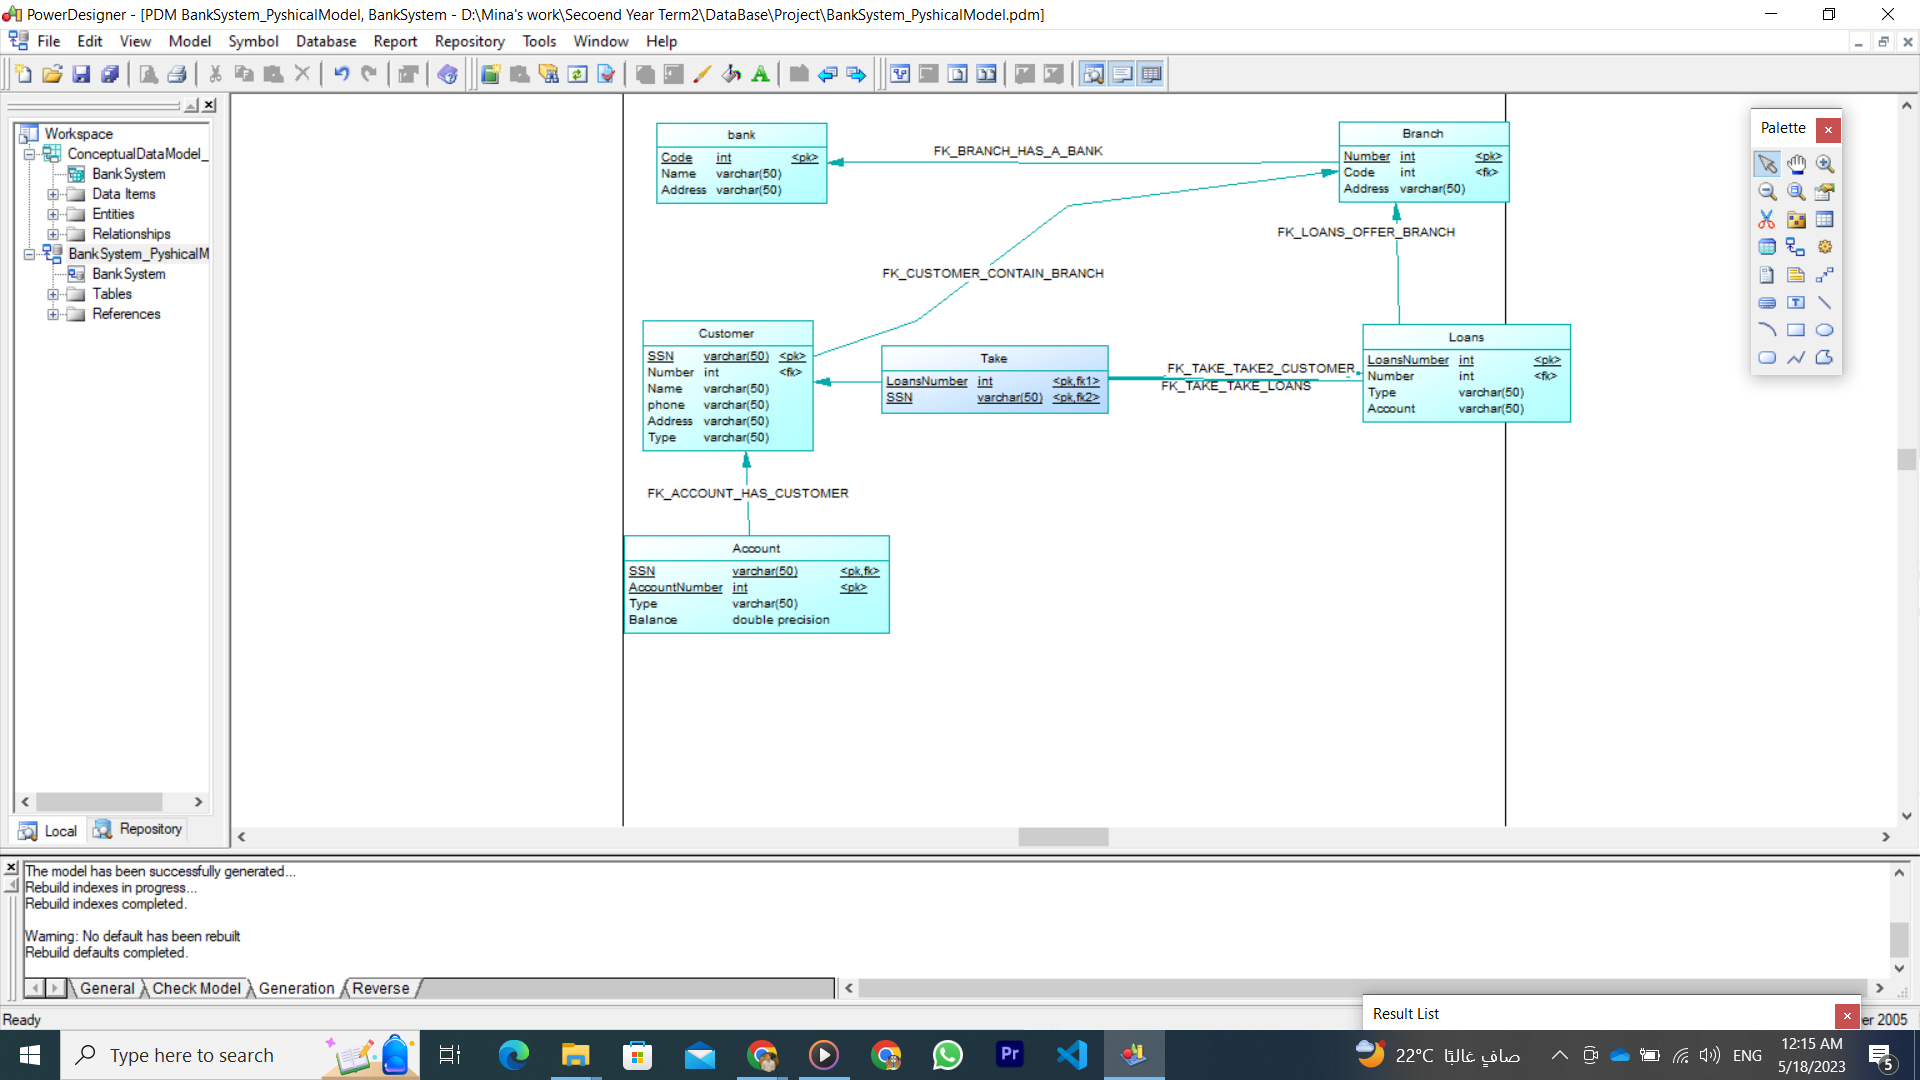 PowerDesigner - [PDM BankSystem_PyshicalModel, BankSystem - D:\Mina's work\Secoend Year Term2\DataBase\Project\BankSystem_PyshicalModel.pdm]
File Edit View Model Symbol Database Report Repository Tools Window Help
Workspace
ConceptualDataModel_
BankSystem
Data Items
Entities
Relationships
BankSystem_PyshicalM
BankSystem
Tables
References
Local Repository
bank
Code int <pk>
Name varchar(50)
Address varchar(50)
FK_BRANCH_HAS_A_BANK
Branch
Number int <pk>
Code int <fk>
Address varchar(50)
FK_LOANS_OFFER_BRANCH
FK_CUSTOMER_CONTAIN_BRANCH
Customer
SSN varchar(50) <pk>
Number int <fk>
Name varchar(50)
phone varchar(50)
Address varchar(50)
Type varchar(50)
Take
LoansNumber int <pk,fk1>
SSN varchar(50) <pk,fk2>
FK_TAKE_TAKE2_CUSTOMER
FK_TAKE_TAKE_LOANS
Loans
LoansNumber int <pk>
Number int <fk>
Type varchar(50)
Account varchar(50)
FK_ACCOUNT_HAS_CUSTOMER
Account
SSN varchar(50) <pk,fk>
AccountNumber int <pk>
Type varchar(50)
Balance double precision
Palette
The model has been successfully generated...
Rebuild indexes in progress...
Rebuild indexes completed.
Warning: No default has been rebuilt
Rebuild defaults completed.
General Check Model Generation Reverse
Result List
Ready
er 2005
Type here to search
Pr
22°C صافٍ غالبًا
ENG
12:15 AM
5/18/2023
5